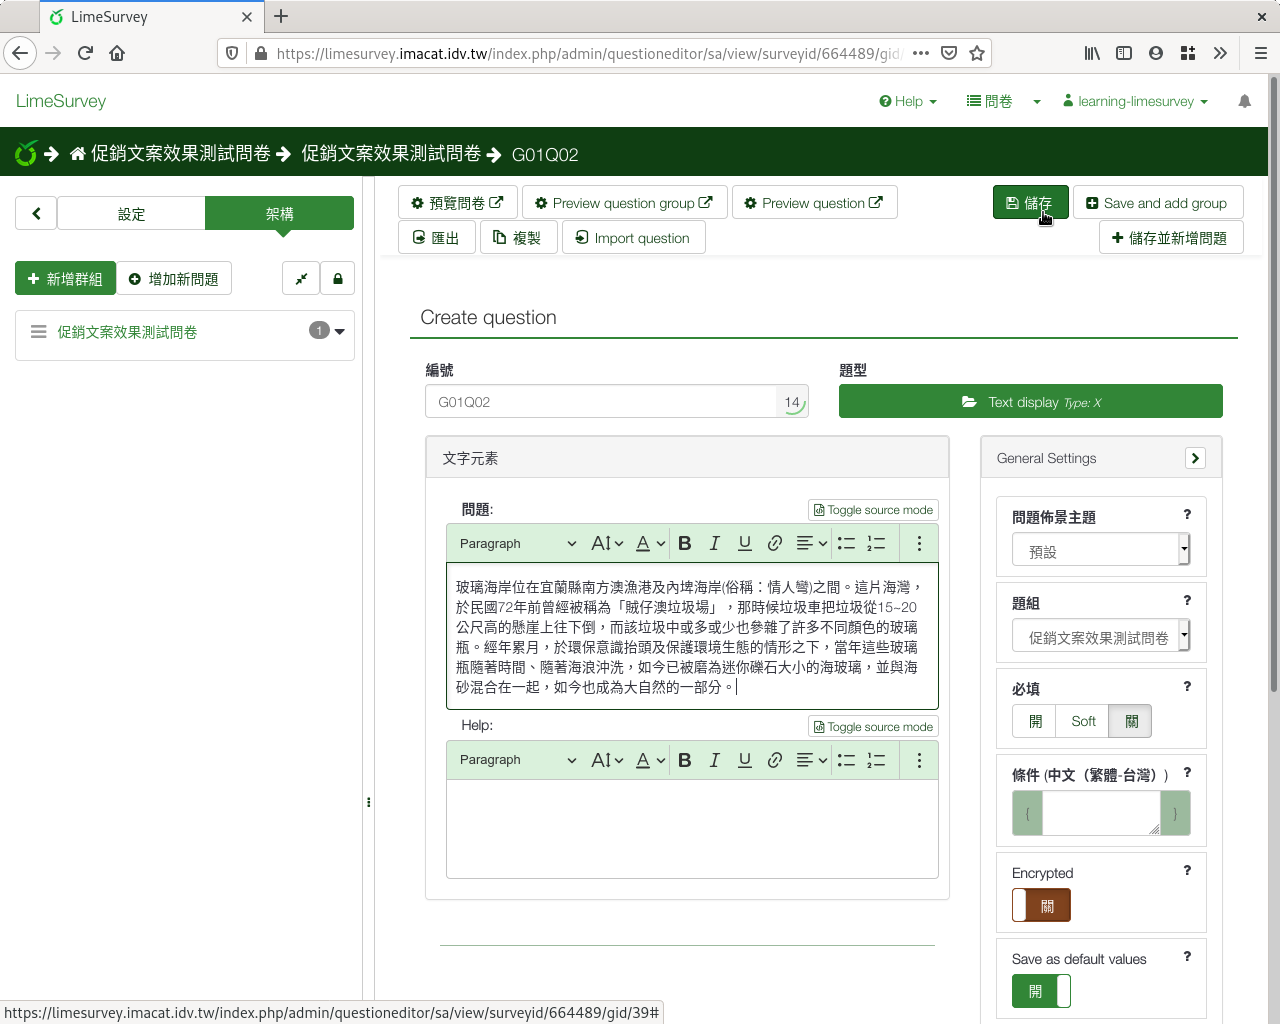 LimeSurvey
https://limesurvey.imacat.idv.tw/index.php/admin/questioneditor/sa/view/surveyid/664489/gid/
LimeSurvey
Help
問卷
learning-limesurvey
促銷文案效果測試問卷
促銷文案效果測試問卷
G01Q02
設定
架構
預覽問卷
Preview question group
Preview question
儲存
Save and add group
匯出
複製
Import question
儲存並新增問題
新增群組
增加新問題
促銷文案效果測試問卷
1
Create question
編號
題型
G01Q02
14
Text display Type: X
文字元素
General Settings
問題:
Toggle source mode
Paragraph
玻璃海岸位在宜蘭縣南方澳漁港及內埤海岸(俗稱：情人彎)之間。這片海灣，
於民國72年前曾經被稱為「賊仔澳垃圾場」，那時候垃圾車把垃圾從15~20
公尺高的懸崖上往下倒，而該垃圾中或多或少也參雜了許多不同顏色的玻璃
瓶。經年累月，於環保意識抬頭及保護環境生態的情形之下，當年這些玻璃
瓶隨著時間、隨著海浪沖洗，如今已被磨為迷你礫石大小的海玻璃，並與海
砂混合在一起，如今也成為大自然的一部分。
Help:
Toggle source mode
Paragraph
問題佈景主題
?
預設
題組
?
促銷文案效果測試問卷
必填
?
開
Soft
關
條件 (中文（繁體-台灣）)
?
{
}
Encrypted
?
關
Save as default values
?
開
https://limesurvey.imacat.idv.tw/index.php/admin/questioneditor/sa/view/surveyid/664489/gid/39#